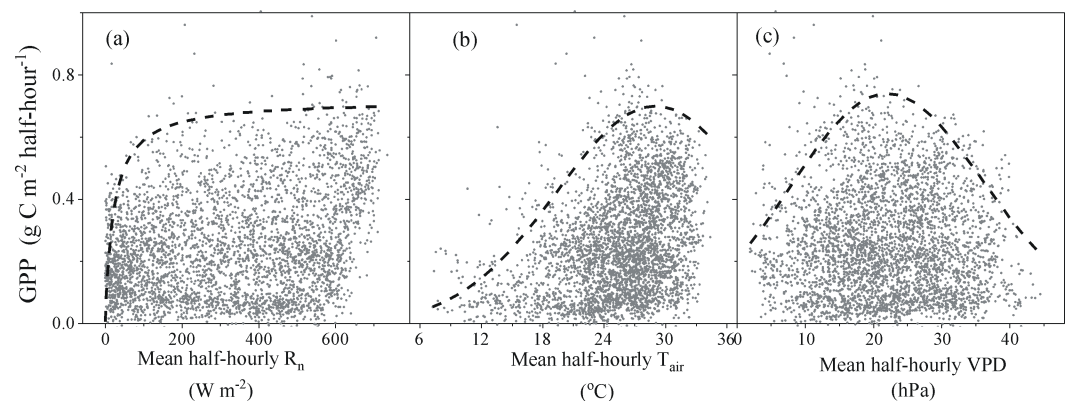 (a)
(b)
(c)
GPP (g C m-2 half-hour-1)
0.8
0.4
0.0
0 200 400 600
6 12 18 24 30 36
0 10 20 30 40
Mean half-hourly Rn
(W m-2)
Mean half-hourly Tair
(°C)
Mean half-hourly VPD
(hPa)